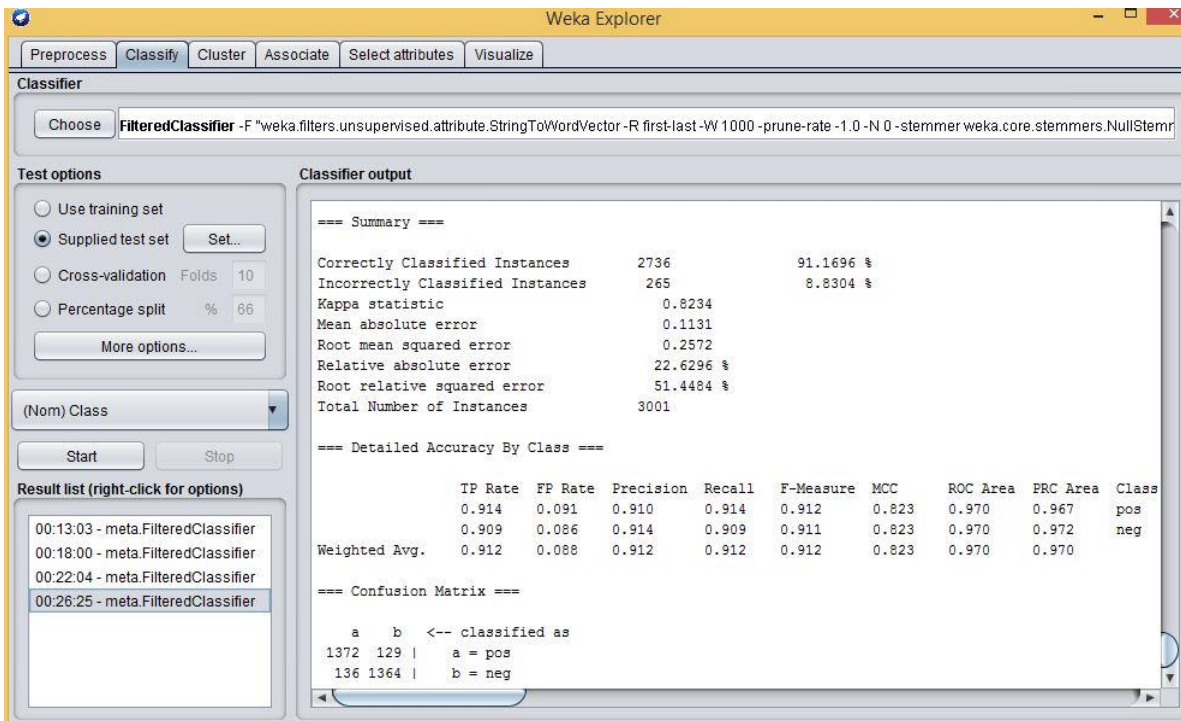 Weka Explorer
Preprocess Classify Cluster Associate Select attributes Visualize
Classifier
Choose FilteredClassifier -F "weka.filters.unsupervised.attribute.StringToWordVector -R first-last -W 1000 -prune-rate -1.0 -N 0 -stemmer weka.core.stemmers.NullStemr
Test options
Use training set
Supplied test set Set...
Cross-validation Folds 10
Percentage split % 66
More options...
(Nom) Class
Start Stop
Result list (right-click for options)
00:13:03 - meta.FilteredClassifier
00:18:00 - meta.FilteredClassifier
00:22:04 - meta.FilteredClassifier
00:26:25 - meta.FilteredClassifier
Classifier output
=== Summary ===
Correctly Classified Instances 2736 91.1696 %
Incorrectly Classified Instances 265 8.8304 %
Kappa statistic 0.8234
Mean absolute error 0.1131
Root mean squared error 0.2572
Relative absolute error 22.6296 %
Root relative squared error 51.4484 %
Total Number of Instances 3001
=== Detailed Accuracy By Class ===
TP Rate FP Rate Precision Recall F-Measure MCC ROC Area PRC Area Class
0.914 0.091 0.910 0.914 0.912 0.823 0.970 0.967 pos
0.909 0.086 0.914 0.909 0.911 0.823 0.970 0.972 neg
Weighted Avg. 0.912 0.088 0.912 0.912 0.912 0.823 0.970 0.970
=== Confusion Matrix ===
a b <-- classified as
1372 129 | a = pos
136 1364 | b = neg